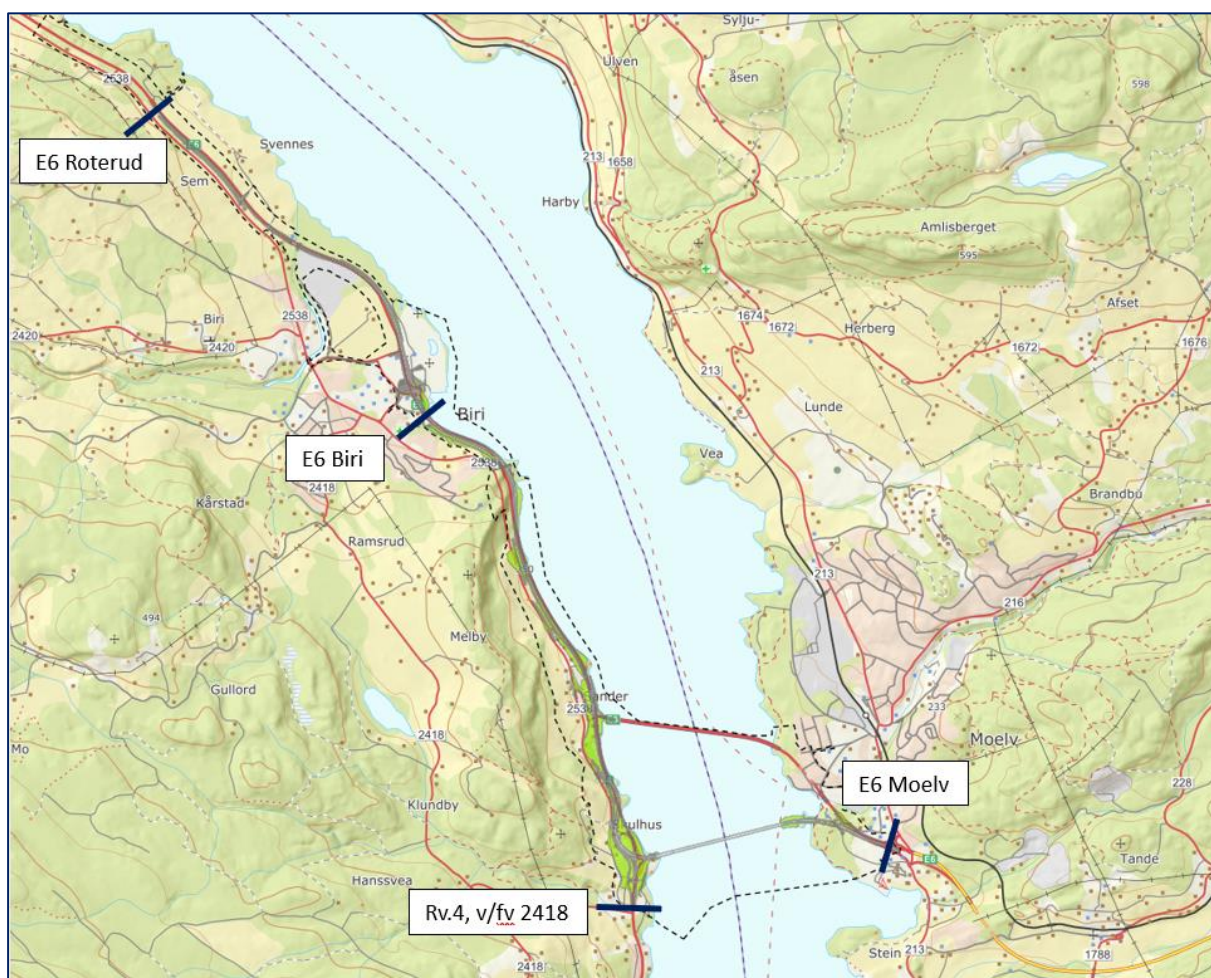 Sylju-
åsen
Ulven
598
2538
E6 Roterud
E6
Svennes
213
1658
Sem
Harby
Amlisberget
595
Biri
2538
2420
2420
1674
1672
Herberg
Afset
1672
1676
213
Lunde
Biri
E6 Biri
2538
Vea
2418
Kårstad
Brandbu
Ramsrud
213
216
494
Melby
Gullord
233
Mo
2418
Moelv
E6 Moelv
228
Klundby
E6
Tande
Hanssvea
Rv.4, v/fv 2418
Stein
213
1788
2418